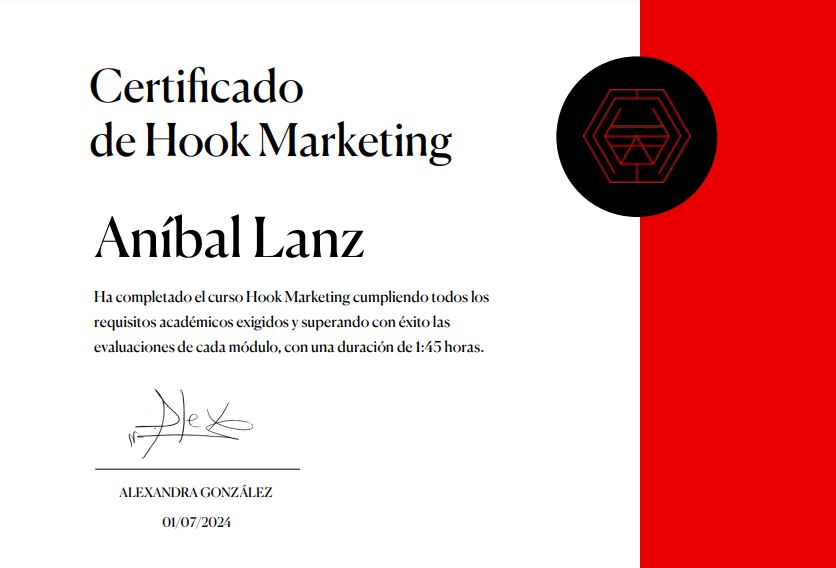 Certificado
de Hook Marketing
Aníbal Lanz
Ha completado el curso Hook Marketing cumpliendo todos los
requisitos académicos exigidos y superando con éxito las
evaluaciones de cada módulo, con una duración de 1:45 horas.
Alex
ALEXANDRA GONZÁLEZ
01/07/2024